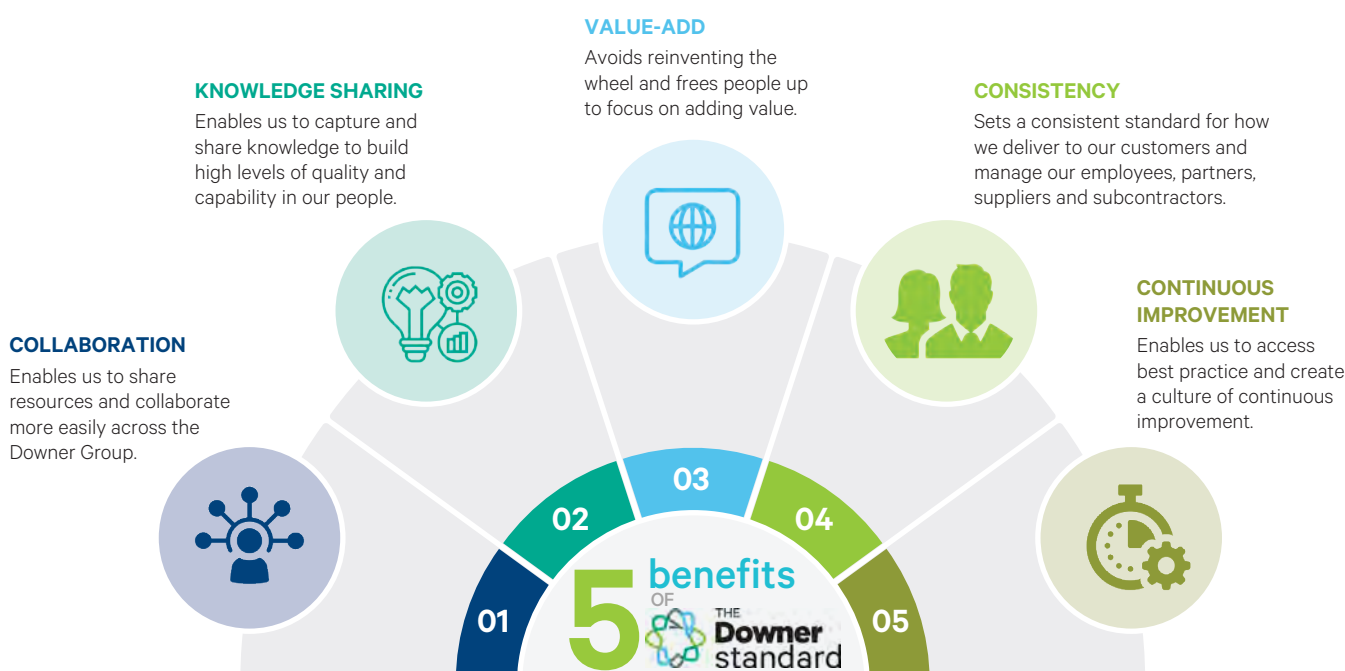 COLLABORATION
Enables us to share
resources and collaborate
more easily across the
Downer Group.
KNOWLEDGE SHARING
Enables us to capture and
share knowledge to build
high levels of quality and
capability in our people.
VALUE-ADD
Avoids reinventing the
wheel and frees people up
to focus on adding value.
CONSISTENCY
Sets a consistent standard for how
we deliver to our customers and
manage our employees, partners,
suppliers and subcontractors.
CONTINUOUS
IMPROVEMENT
Enables us to access
best practice and create
a culture of continuous
improvement.
01
02
03
04
05
5 benefits
OF
THE
Downer
standard